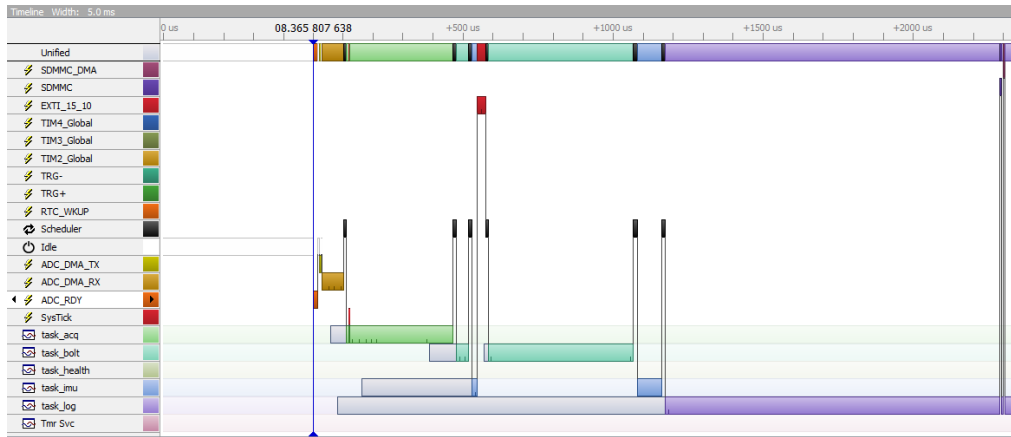 Timeline Width: 5.0 ms
0 us 08.365 807 638 +500 us +1000 us +1500 us +2000 us
Unified
SDMMC_DMA
SDMMC
EXTI_15_10
TIM4_Global
TIM3_Global
TIM2_Global
TRG-
TRG+
RTC_WKUP
Scheduler
Idle
ADC_DMA_TX
ADC_DMA_RX
ADC_RDY
SysTick
task_acq
task_bolt
task_health
task_imu
task_log
Tmr Svc